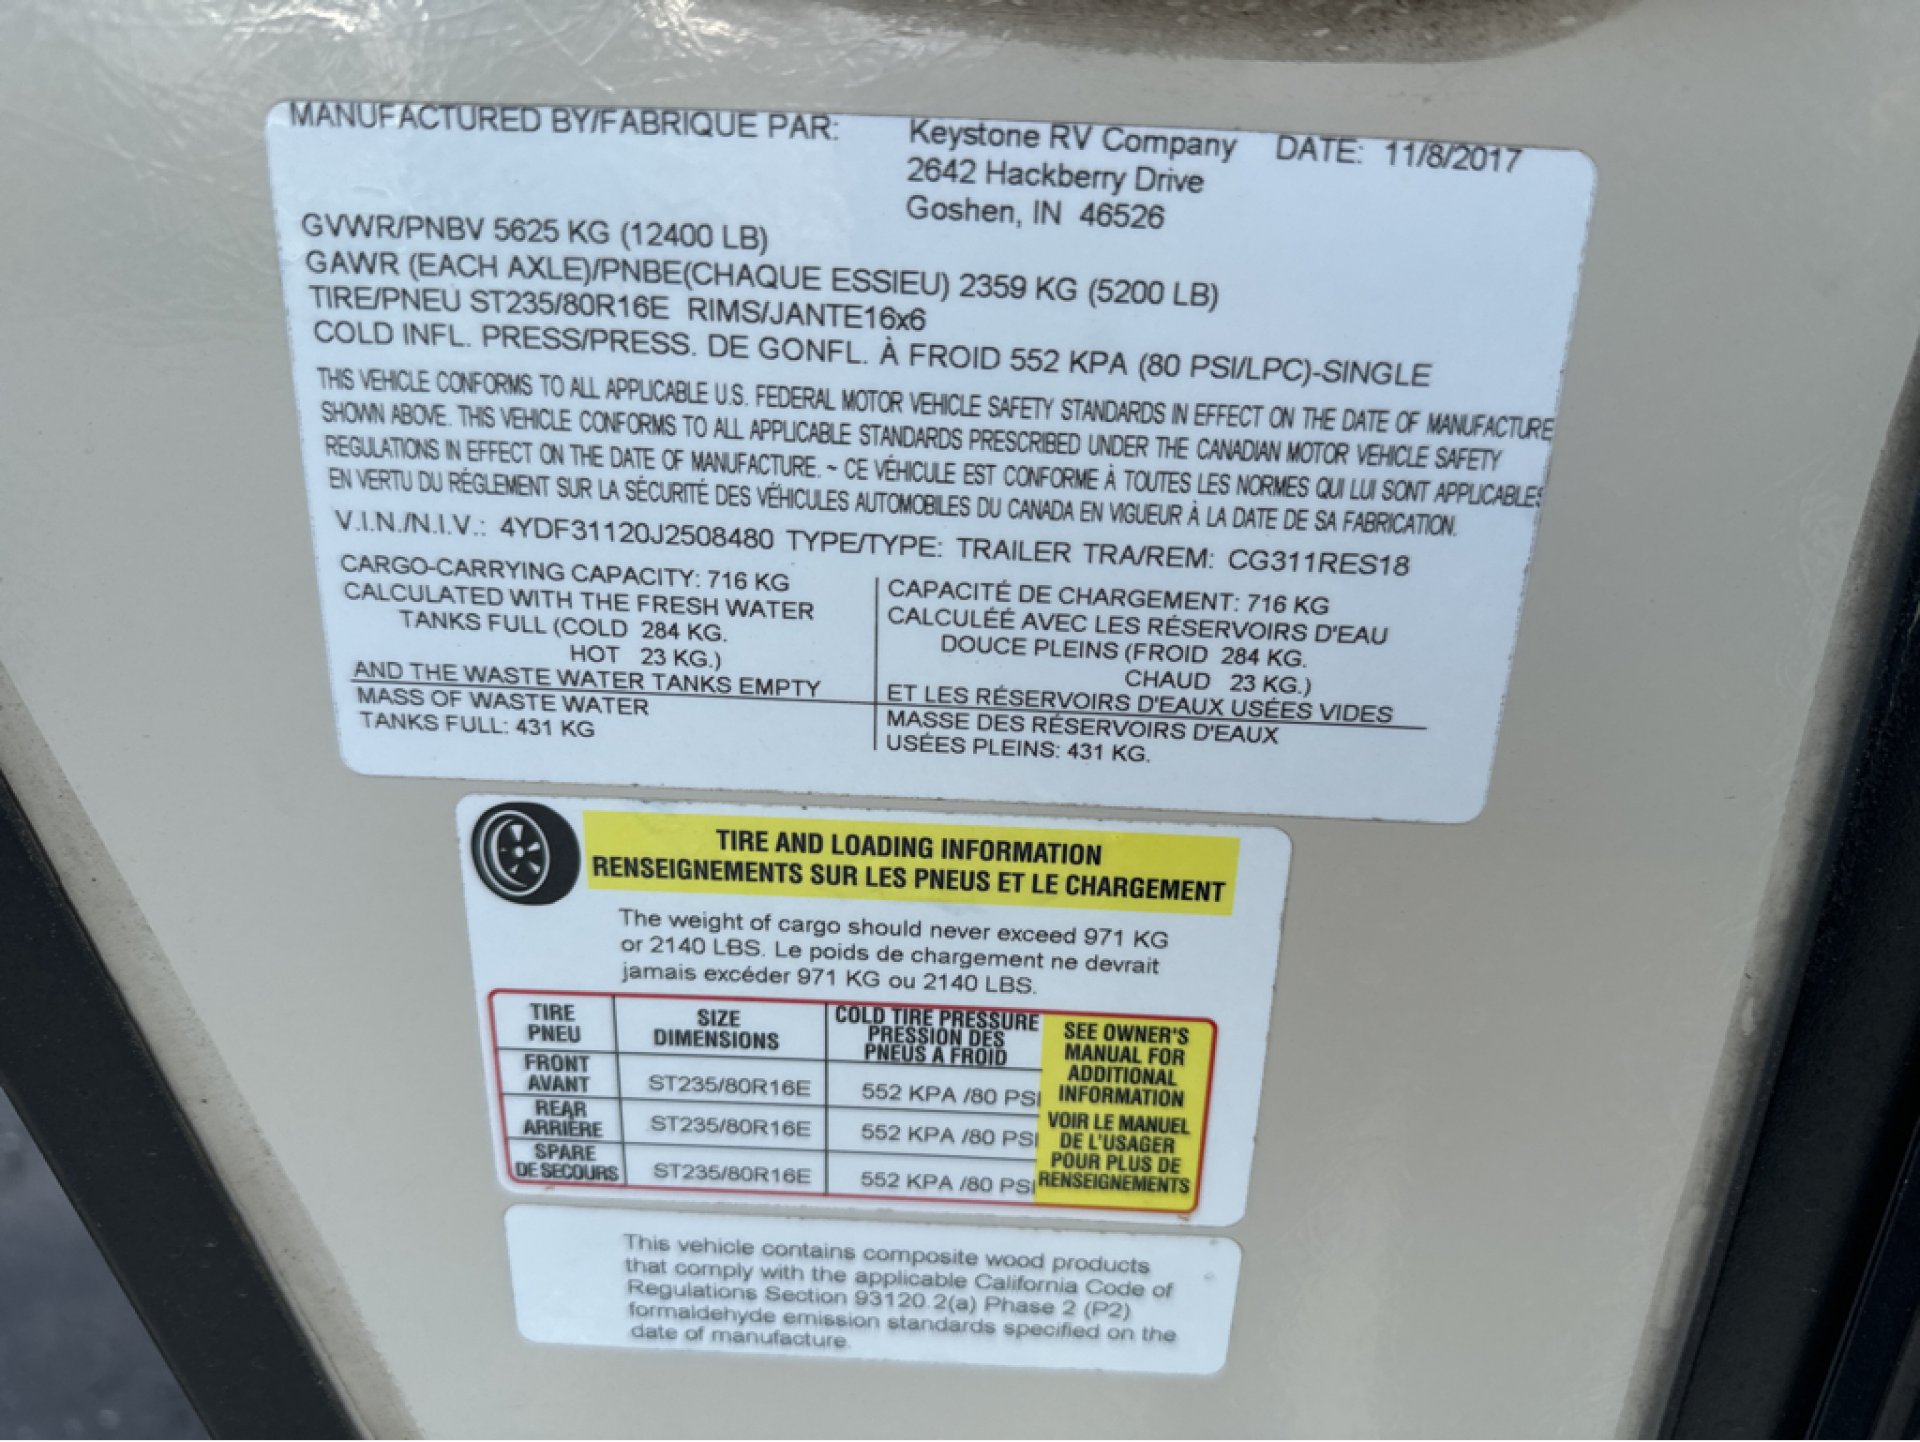 MANUFACTURED BY/FABRIQUE PAR: Keystone RV Company DATE: 11/8/2017
2642 Hackberry Drive
Goshen, IN 46526
GVWR/PNBV 5625 KG (12400 LB)
GAWR (EACH AXLE)/PNBE(CHAQUE ESSIEU) 2359 KG (5200 LB)
TIRE/PNEU ST235/80R16E RIMS/JANTE16x6
COLD INFL. PRESS/PRESS. DE GONFL. À FROID 552 KPA (80 PSI/LPC)-SINGLE
THIS VEHICLE CONFORMS TO ALL APPLICABLE U.S. FEDERAL MOTOR VEHICLE SAFETY STANDARDS IN EFFECT ON THE DATE OF MANUFACTURE
SHOWN ABOVE. THIS VEHICLE CONFORMS TO ALL APPLICABLE STANDARDS PRESCRIBED UNDER THE CANADIAN MOTOR VEHICLE SAFETY
REGULATIONS IN EFFECT ON THE DATE OF MANUFACTURE. ~ CE VÉHICULE EST CONFORME À TOUTES LES NORMES QUI LUI SONT APPLICABLES
EN VERTU DU RÉGLEMENT SUR LA SÉCURITÉ DES VÉHICULES AUTOMOBILES DU CANADA EN VIGUEUR À LA DATE DE SA FABRICATION.
V.I.N./N.I.V.: 4YDF31120J2508480 TYPE/TYPE: TRAILER TRA/REM: CG311RES18
CARGO-CARRYING CAPACITY: 716 KG
CALCULATED WITH THE FRESH WATER
TANKS FULL (COLD 284 KG.
HOT 23 KG.)
AND THE WASTE WATER TANKS EMPTY
MASS OF WASTE WATER
TANKS FULL: 431 KG
CAPACITÉ DE CHARGEMENT: 716 KG
CALCULÉÉ AVEC LES RÉSERVOIRS D'EAU
DOUCE PLEINS (FROID 284 KG.
CHAUD 23 KG.)
ET LES RÉSERVOIRS D'EAUX USÉES VIDES
MASSE DES RÉSERVOIRS D'EAUX
USÉES PLEINS: 431 KG.
TIRE AND LOADING INFORMATION
RENSEIGNEMENTS SUR LES PNEUS ET LE CHARGEMENT
The weight of cargo should never exceed 971 KG
or 2140 LBS. Le poids de chargement ne devrait
jamais excéder 971 KG ou 2140 LBS.
TIRE
PNEU
SIZE
DIMENSIONS
COLD TIRE PRESSURE
PRESSION DES
PNEUS A FROID
FRONT
AVANT
ST235/80R16E
552 KPA /80 PSI
REAR
ARRIÈRE
ST235/80R16E
552 KPA /80 PSI
SPARE
DE SECOURS
ST235/80R16E
552 KPA /80 PSI
SEE OWNER'S
MANUAL FOR
ADDITIONAL
INFORMATION
VOIR LE MANUEL
DE L'USAGER
POUR PLUS DE
RENSEIGNEMENTS
This vehicle contains composite wood products
that comply with the applicable California Code of
Regulations Section 93120.2(a) Phase 2 (P2)
formaldehyde emission standards specified on the
date of manufacture.